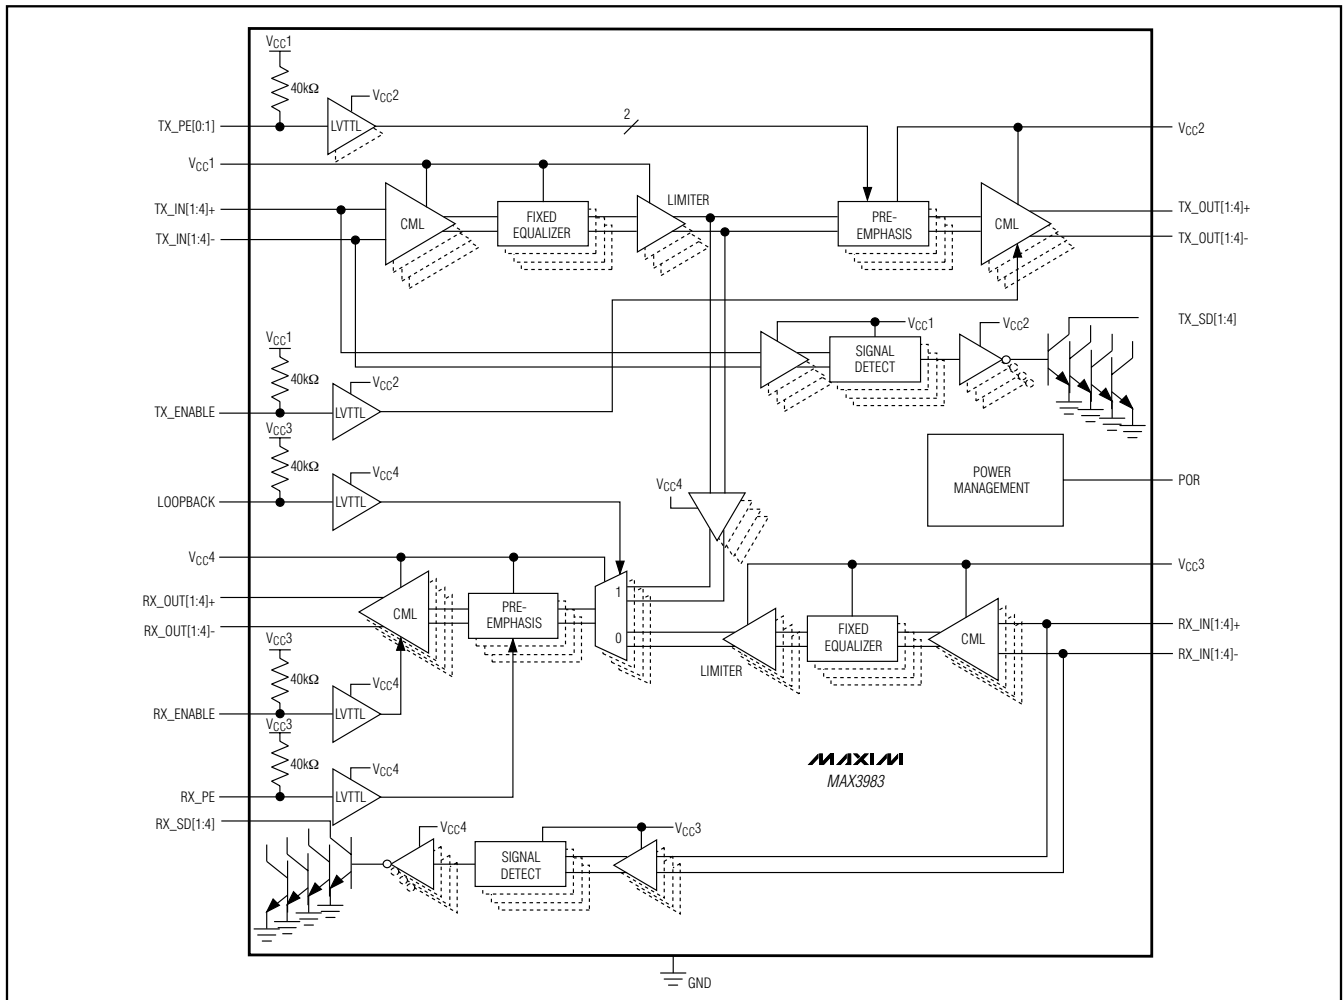 VCC1
40kΩ
VCC2
TX_PE[0:1]
LVTTL
2
VCC2
VCC1
LIMITER
TX_IN[1:4]+
TX_IN[1:4]-
CML
FIXED
EQUALIZER
PRE-
EMPHASIS
CML
TX_OUT[1:4]+
TX_OUT[1:4]-
VCC1
VCC2
TX_SD[1:4]
SIGNAL
DETECT
VCC1
40kΩ
VCC2
TX_ENABLE
LVTTL
VCC3
40kΩ
VCC4
LOOPBACK
LVTTL
POWER
MANAGEMENT
POR
VCC4
VCC4
VCC3
RX_OUT[1:4]+
RX_OUT[1:4]-
CML
PRE-
EMPHASIS
1
0
LIMITER
FIXED
EQUALIZER
CML
RX_IN[1:4]+
RX_IN[1:4]-
VCC3
40kΩ
VCC4
RX_ENABLE
LVTTL
VCC3
40kΩ
VCC4
RX_PE
LVTTL
MAXIM
MAX3983
RX_SD[1:4]
VCC4
SIGNAL
DETECT
VCC3
GND